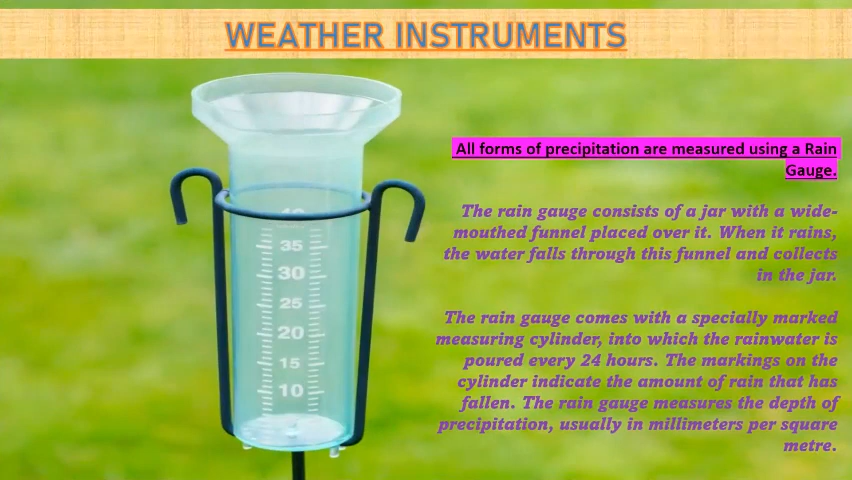 WEATHER INSTRUMENTS
All forms of precipitation are measured using a Rain
Gauge.
The rain gauge consists of a jar with a wide-
mouthed funnel placed over it. When it rains,
the water falls through this funnel and collects
in the jar.
The rain gauge comes with a specially marked
measuring cylinder, into which the rainwater is
poured every 24 hours. The markings on the
cylinder indicate the amount of rain that has
fallen. The rain gauge measures the depth of
precipitation, usually in millimeters per square
metre.
40
35
30
25
20
15
10